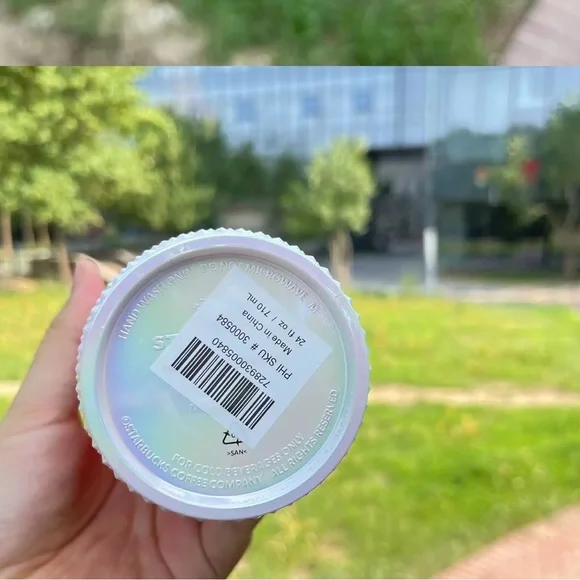 HAND WASH ONLY DO NOT MICROWAVE
24 fl oz / 710 mL
Made in China
PHI SKU # 3000584
728930005840
>SAN<
FOR COLD BEVERAGES ONLY
©STARBUCKS COFFEE COMPANY ALL RIGHTS RESERVED